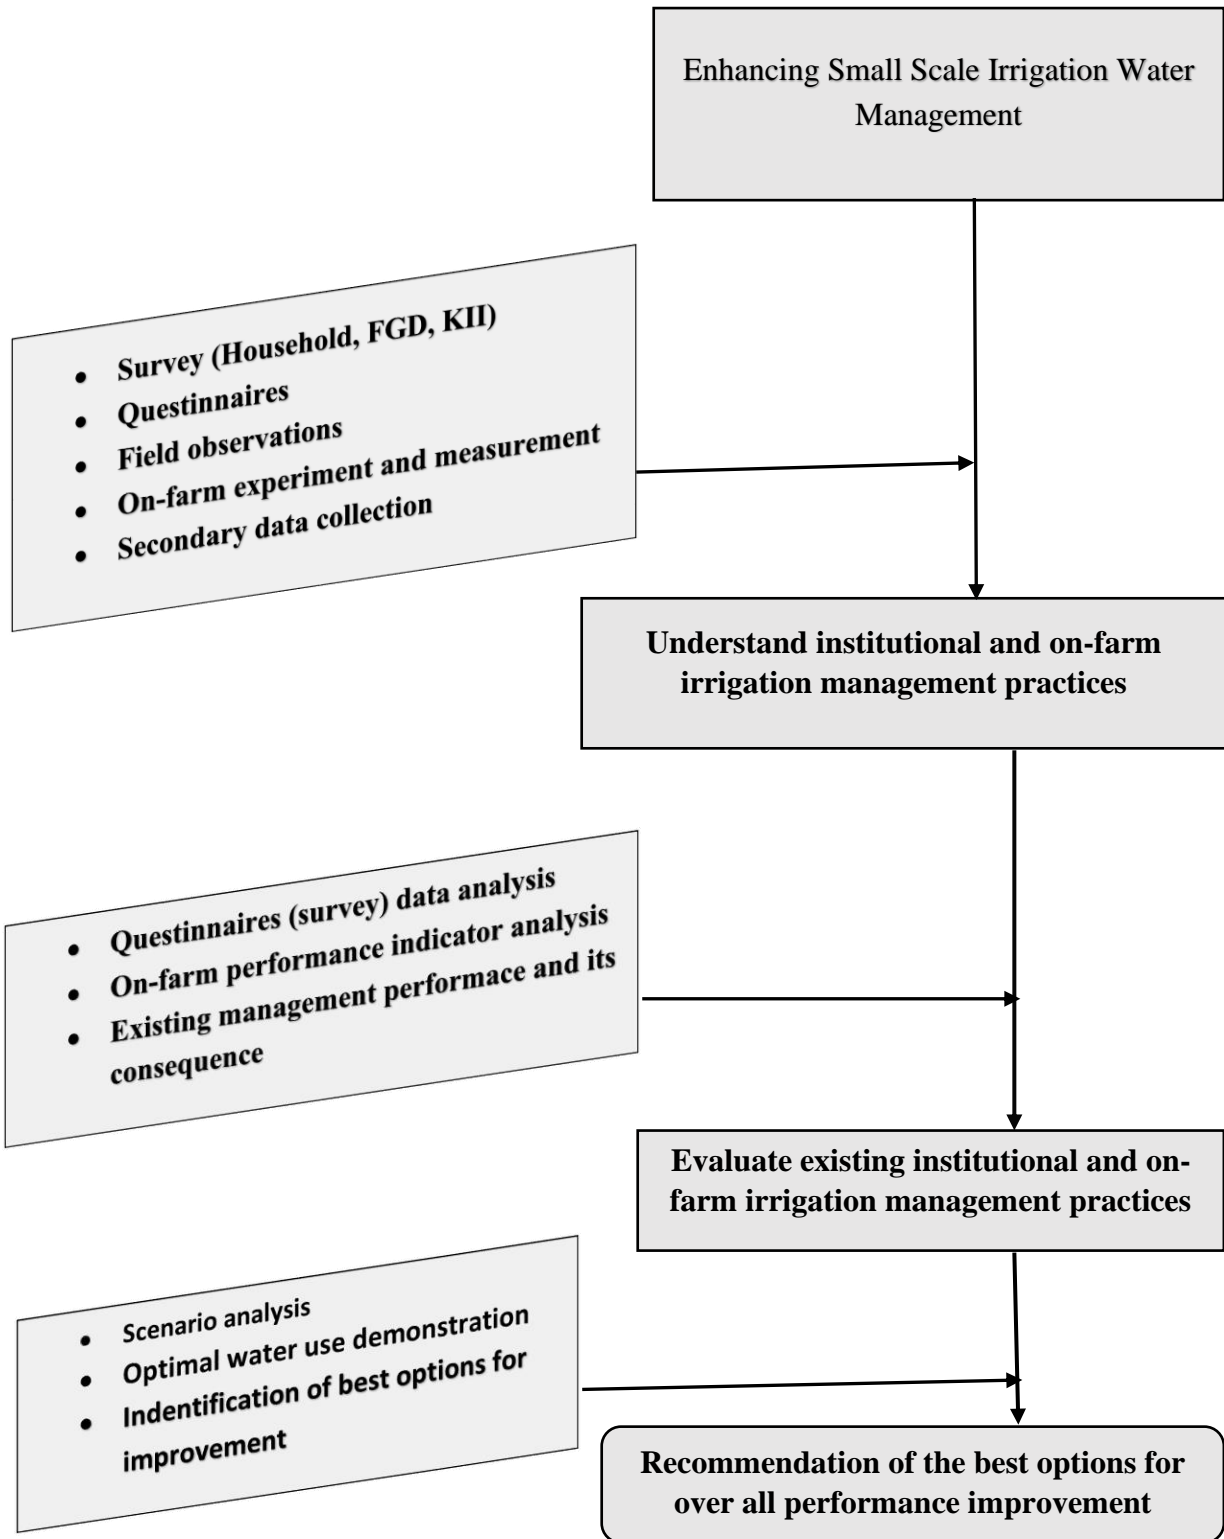 Enhancing Small Scale Irrigation Water
Management
• Survey (Household, FGD, KII)
• Questinnaires
• Field observations
• On-farm experiment and measurement
• Secondary data collection
Understand institutional and on-farm
irrigation management practices
• Questinnaires (survey) data analysis
• On-farm performance indicator analysis
• Existing management performace and its
consequence
Evaluate existing institutional and on-
farm irrigation management practices
• Scenario analysis
• Optimal water use demonstration
• Indentification of best options for
improvement
Recommendation of the best options for
over all performance improvement